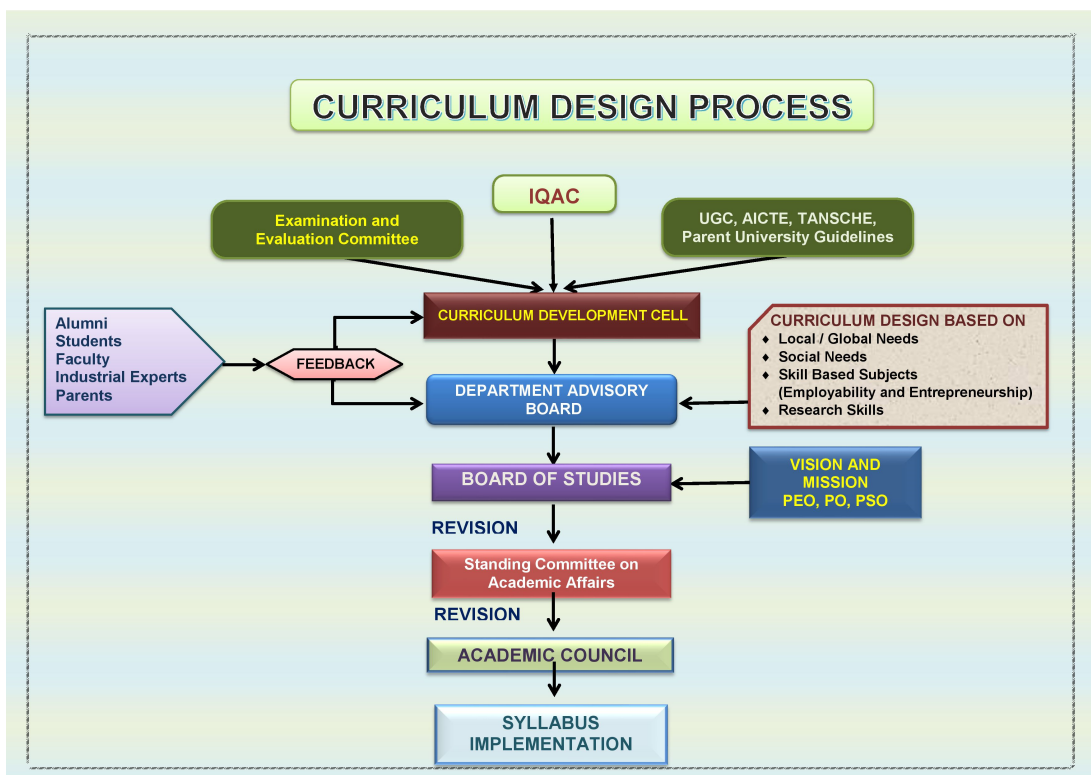 CURRICULUM DESIGN PROCESS
IQAC
Examination and
Evaluation Committee
UGC, AICTE, TANSCHE,
Parent University Guidelines
CURRICULUM DEVELOPMENT CELL
Alumni
Students
Faculty
Industrial Experts
Parents
FEEDBACK
CURRICULUM DESIGN BASED ON
♦ Local / Global Needs
♦ Social Needs
♦ Skill Based Subjects
(Employability and Entrepreneurship)
♦ Research Skills
DEPARTMENT ADVISORY
BOARD
BOARD OF STUDIES
VISION AND
MISSION
PEO, PO, PSO
REVISION
Standing Committee on
Academic Affairs
REVISION
ACADEMIC COUNCIL
SYLLABUS
IMPLEMENTATION